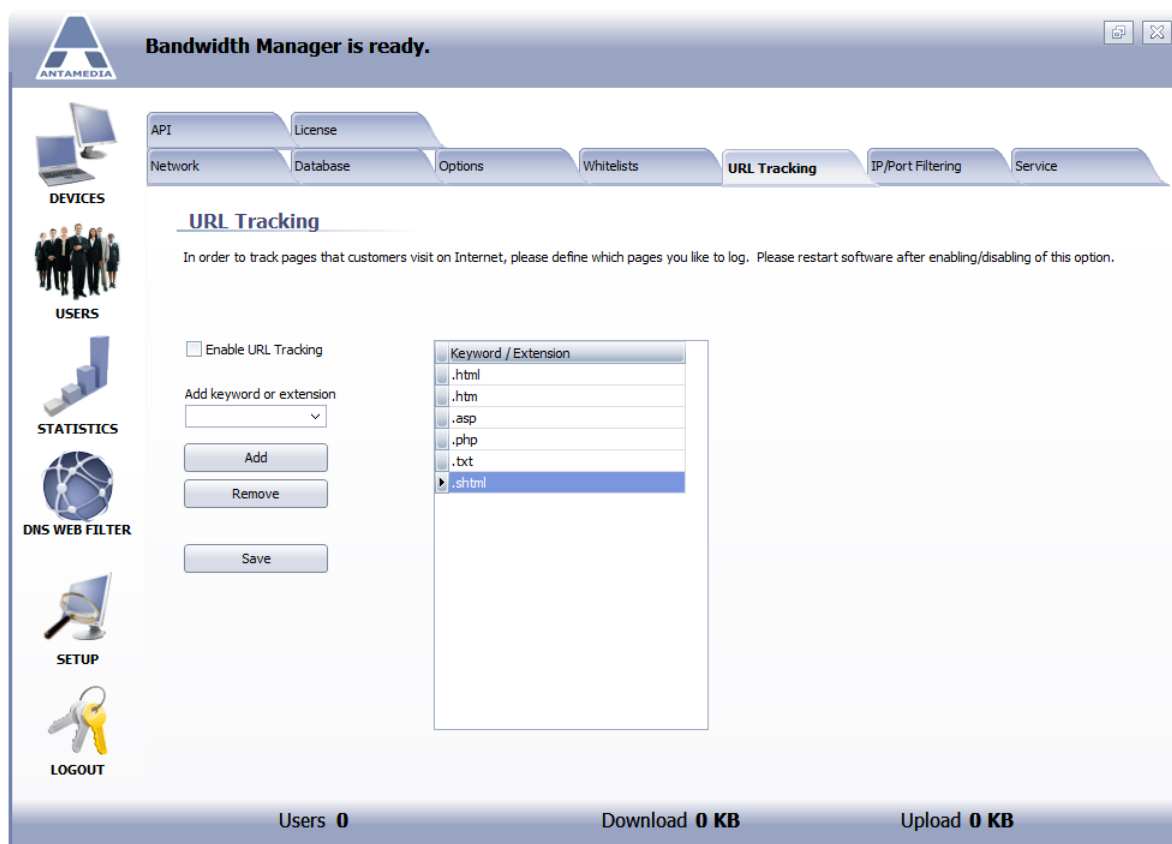 ANTAMEDIA
Bandwidth Manager is ready.
API
License
Network
Database
Options
Whitelists
URL Tracking
IP/Port Filtering
Service
DEVICES
USERS
STATISTICS
DNS WEB FILTER
SETUP
LOGOUT
URL Tracking
In order to track pages that customers visit on Internet, please define which pages you like to log.  Please restart software after enabling/disabling of this option.
Enable URL Tracking
Add keyword or extension
Add
Remove
Save
Keyword / Extension
.html
.htm
.asp
.php
.txt
.shtml
Users 0
Download 0 KB
Upload 0 KB